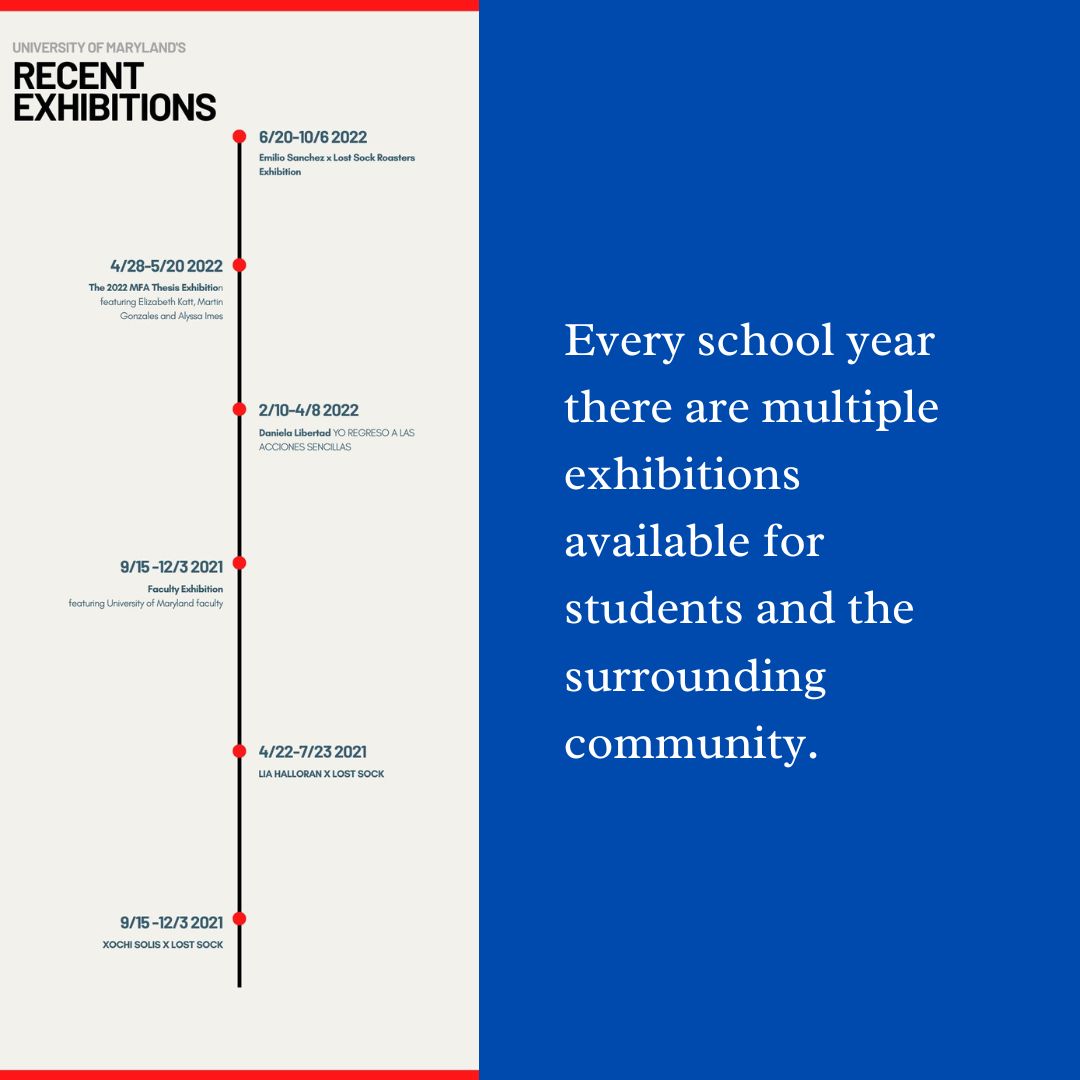 UNIVERSITY OF MARYLAND'S
RECENT
EXHIBITIONS
6/20-10/6 2022
Emilio Sanchez x Lost Sock Roasters
Exhibition
4/28-5/20 2022
The 2022 MFA Thesis Exhibition
featuring Elizabeth Katt, Martin
Gonzales and Alyssa Imes
2/10-4/8 2022
Daniela Libertad YO REGRESO A LAS
ACCIONES SENCILLAS
9/15 -12/3 2021
Faculty Exhibition
featuring University of Maryland faculty
4/22-7/23 2021
LIA HALLORAN X LOST SOCK
9/15 -12/3 2021
XOCHI SOLIS X LOST SOCK
Every school year
there are multiple
exhibitions
available for
students and the
surrounding
community.